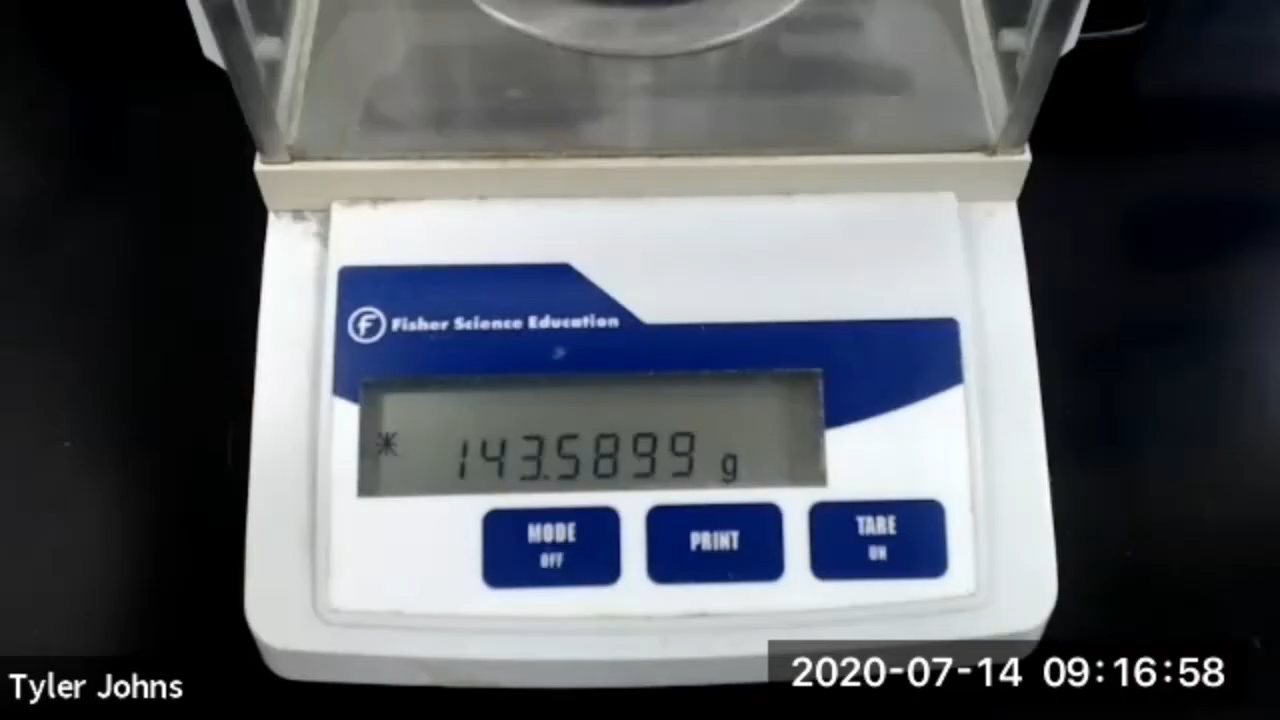 Fisher Science Education
* 143.5899 g
MODE
OFF
PRINT
TARE
ON
Tyler Johns
2020-07-14 09:16:58